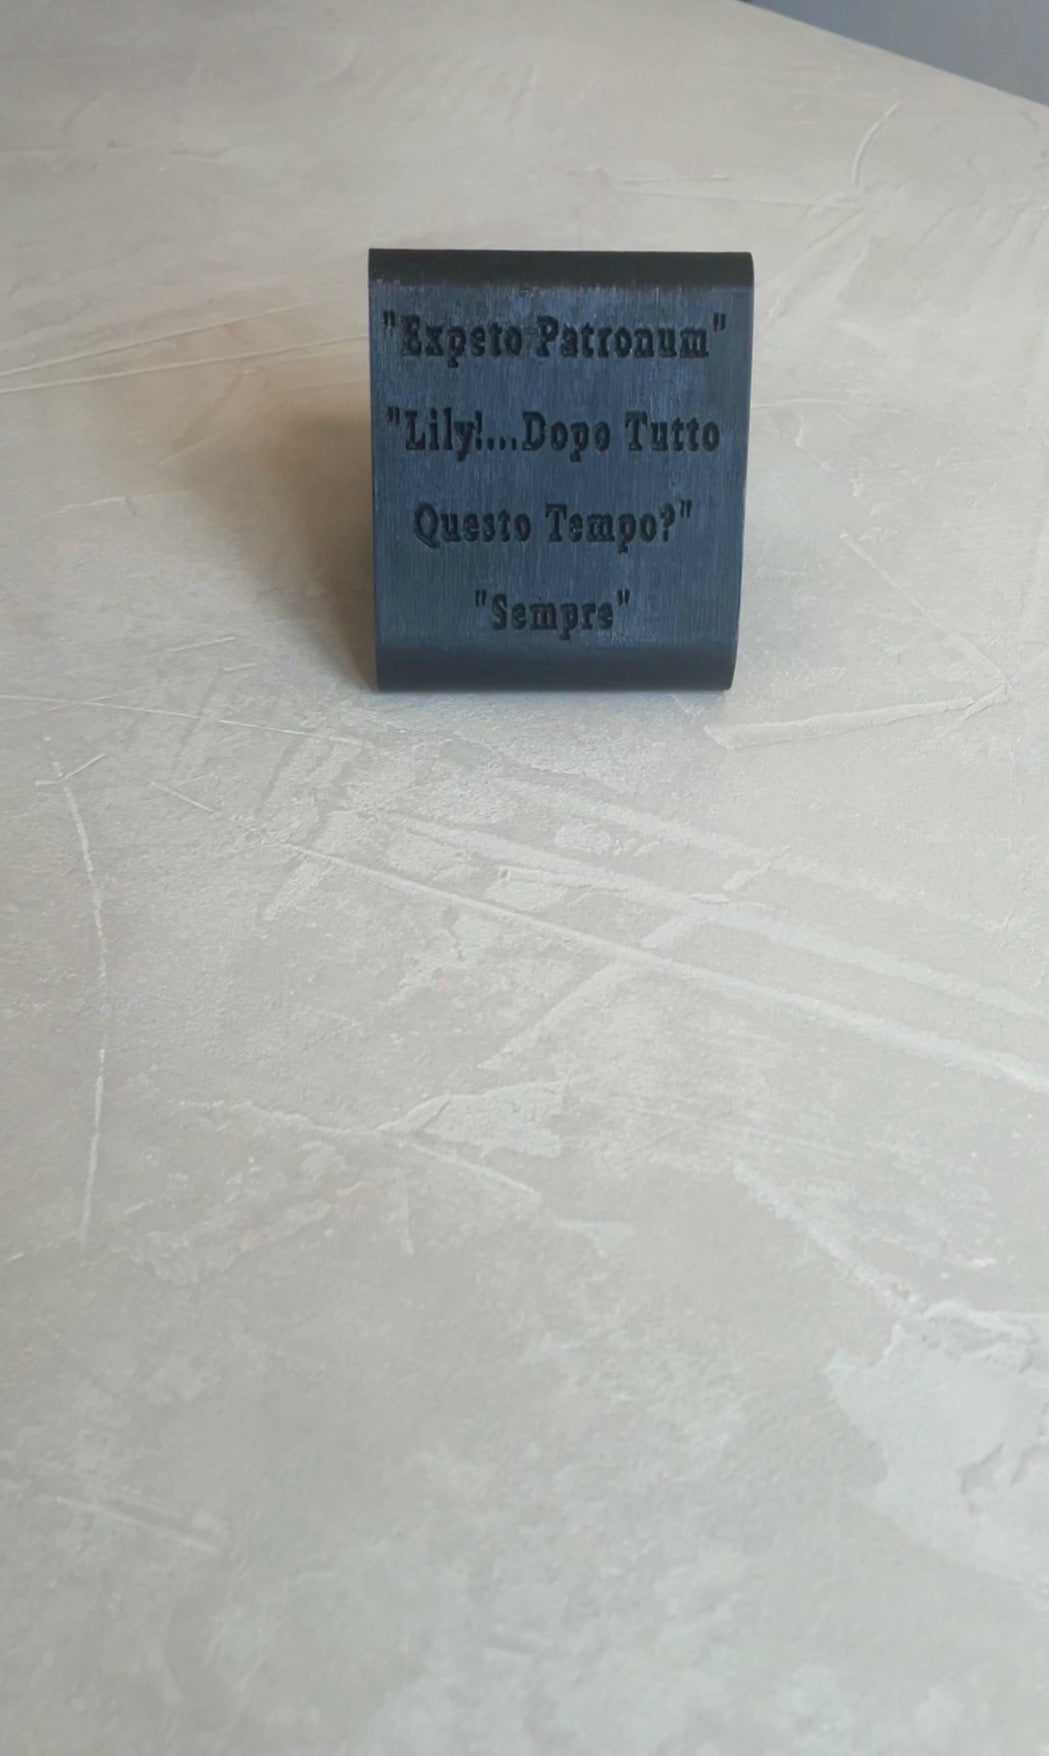 "Expeto Patronum"
"Lily!...Dopo Tutto
Questo Tempo?"
"Sempre"